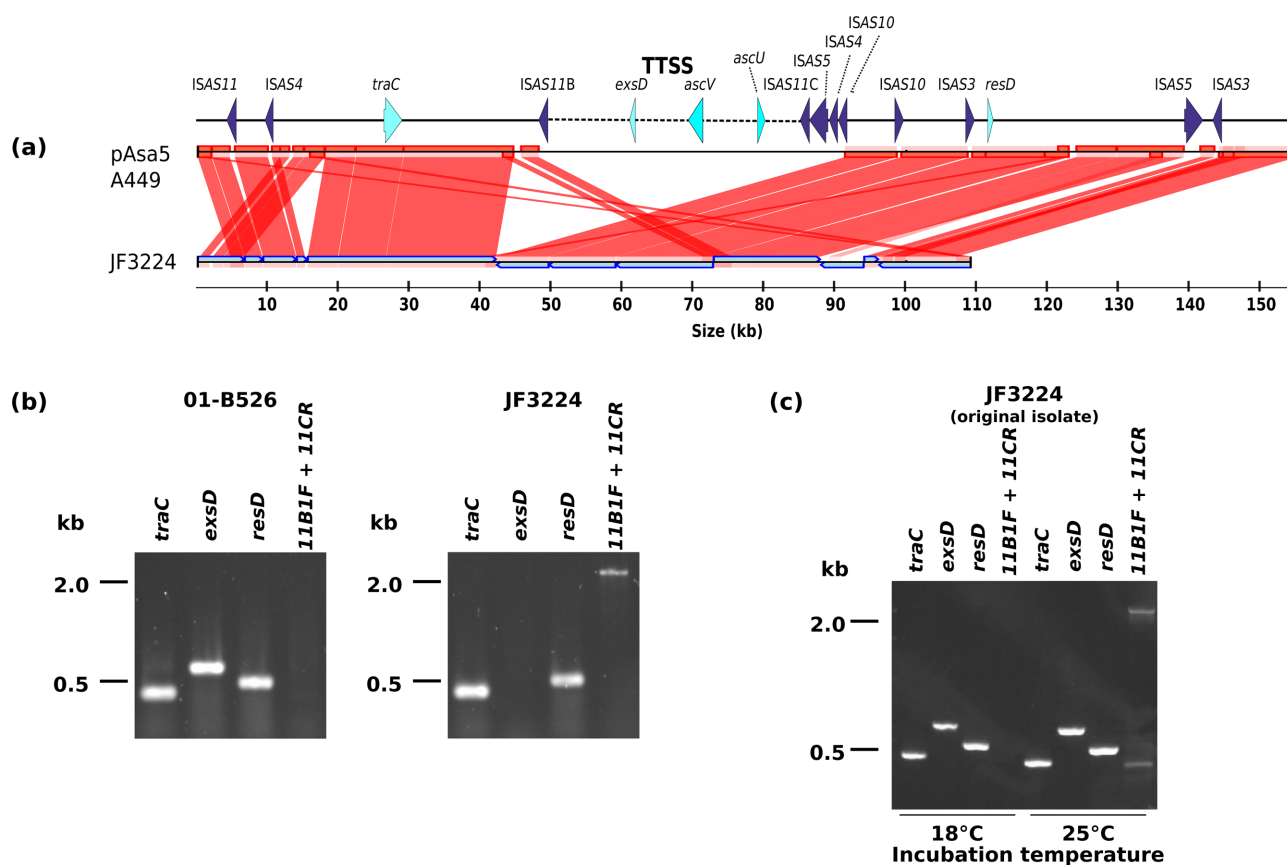 ISAS10
ISAS4
ISAS5
ascU
TTSS
ISAS11 ISAS4 traC ISAS11B exsD ascV ISAS11C ISAS10 ISAS3 resD ISAS5 ISAS3
(a)
pAsa5
A449
JF3224
10 20 30 40 50 60 70 80 90 100 110 120 130 140 150
Size (kb)
(b)
01-B526
kb
traC
exsD
resD
11B1F + 11CR
2.0
0.5
JF3224
kb
traC
exsD
resD
11B1F + 11CR
2.0
0.5
(c)
JF3224
(original isolate)
kb
traC
exsD
resD
11B1F + 11CR
traC
exsD
resD
11B1F + 11CR
2.0
0.5
18°C 25°C
Incubation temperature